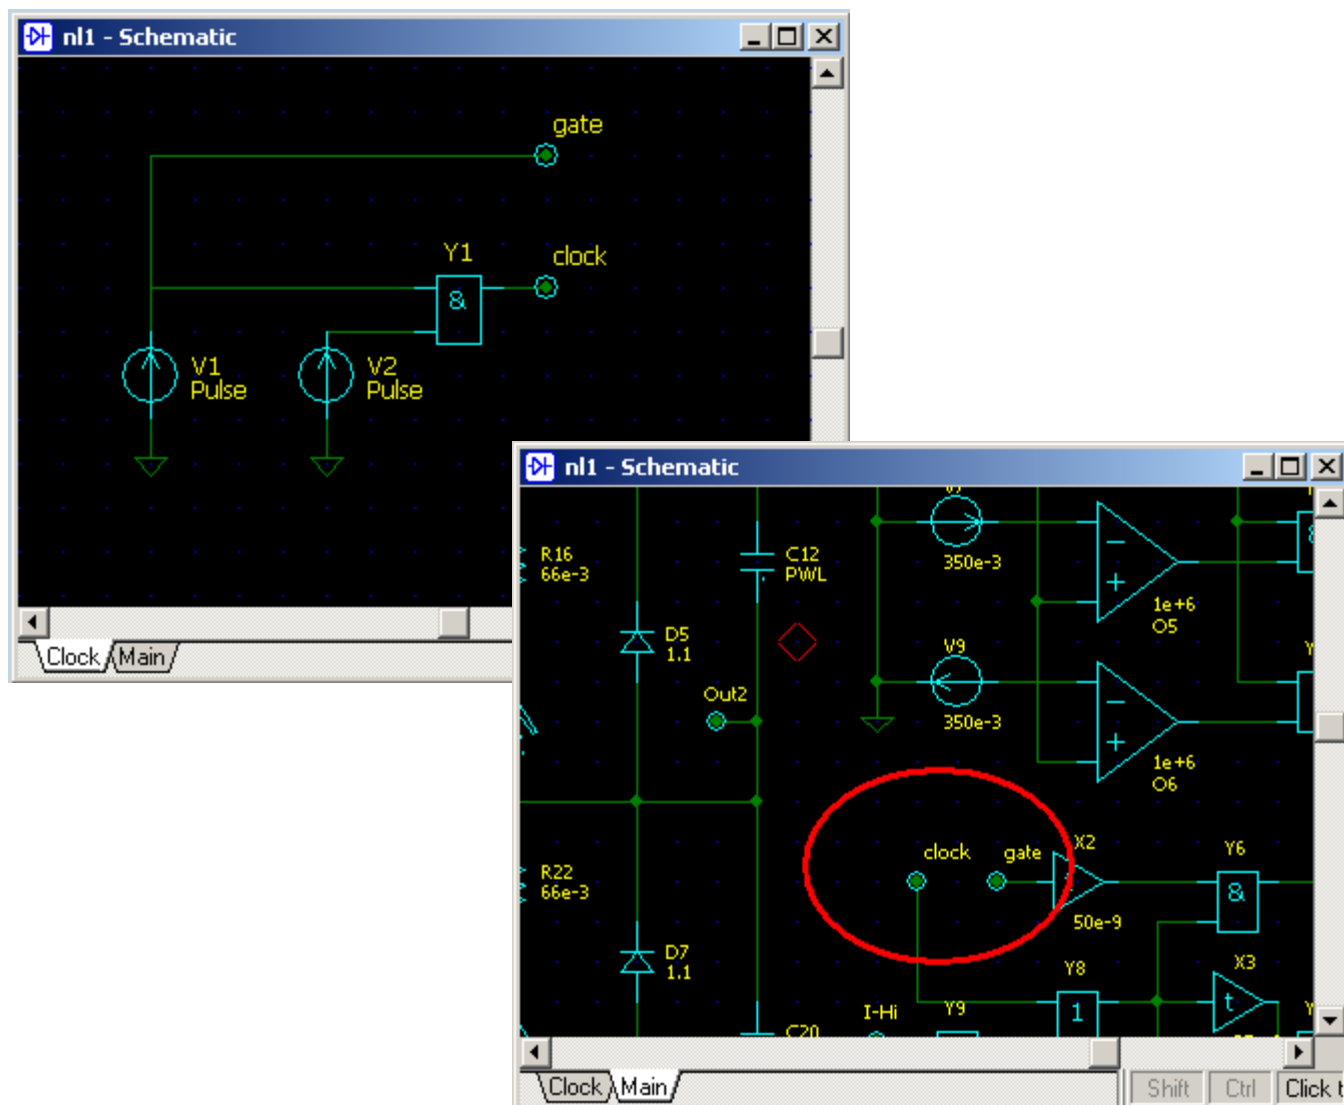 nl1 - Schematic
gate
Y1
clock
&
V1
Pulse
V2
Pulse
Clock
Main
nl1 - Schematic
R16
66e-3
C12
PWL
350e-3
1e+6
O5
D5
1.1
V9
Out2
350e-3
1e+6
O6
clock
gate
X2
Y6
&
R22
66e-3
50e-9
D7
1.1
Y8
X3
I-Hi
Y9
1
t
C20
Clock
Main
Shift
Ctrl
Click t